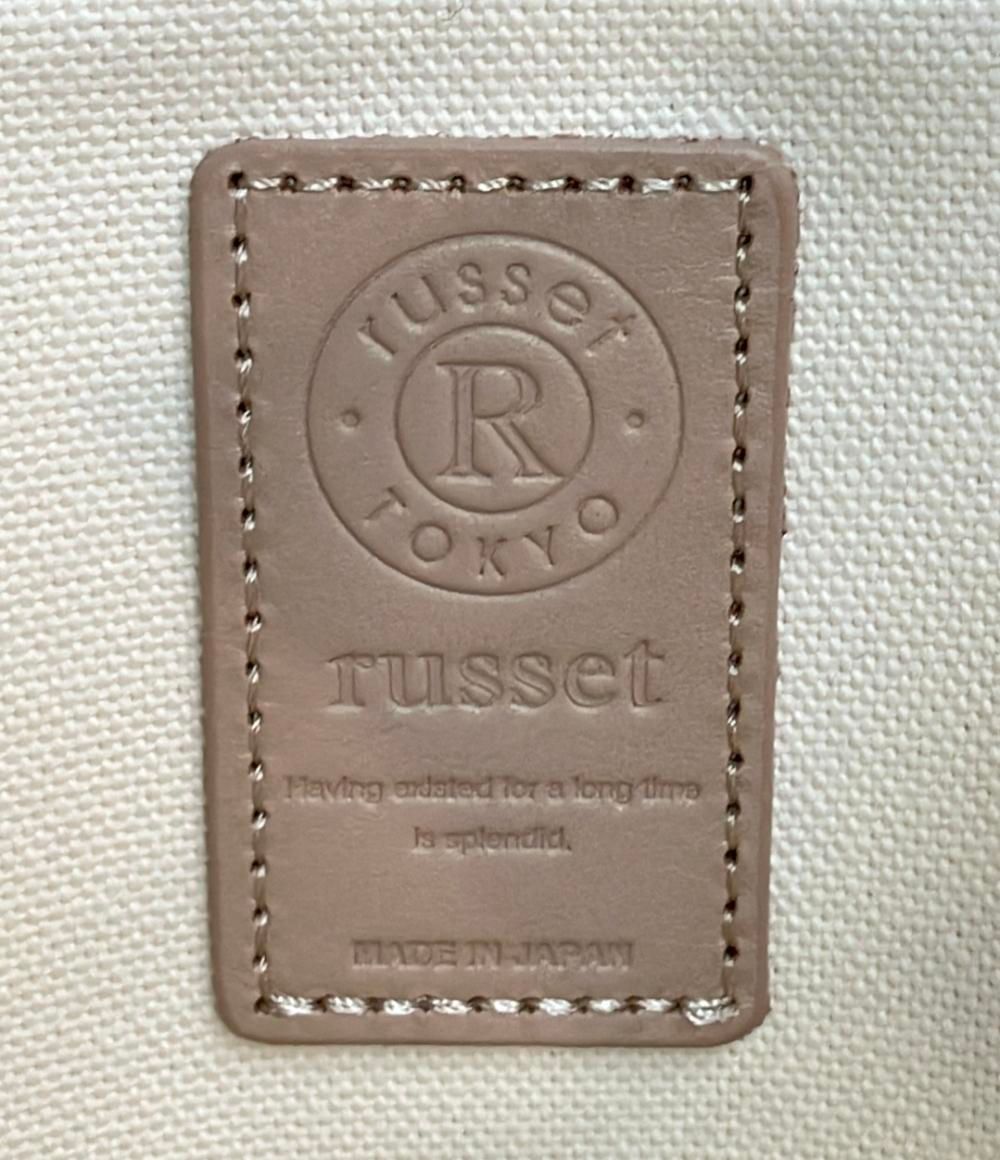 russet
R
TOKYO
russet
Having existed for a long time
is splendid.
MADE IN JAPAN